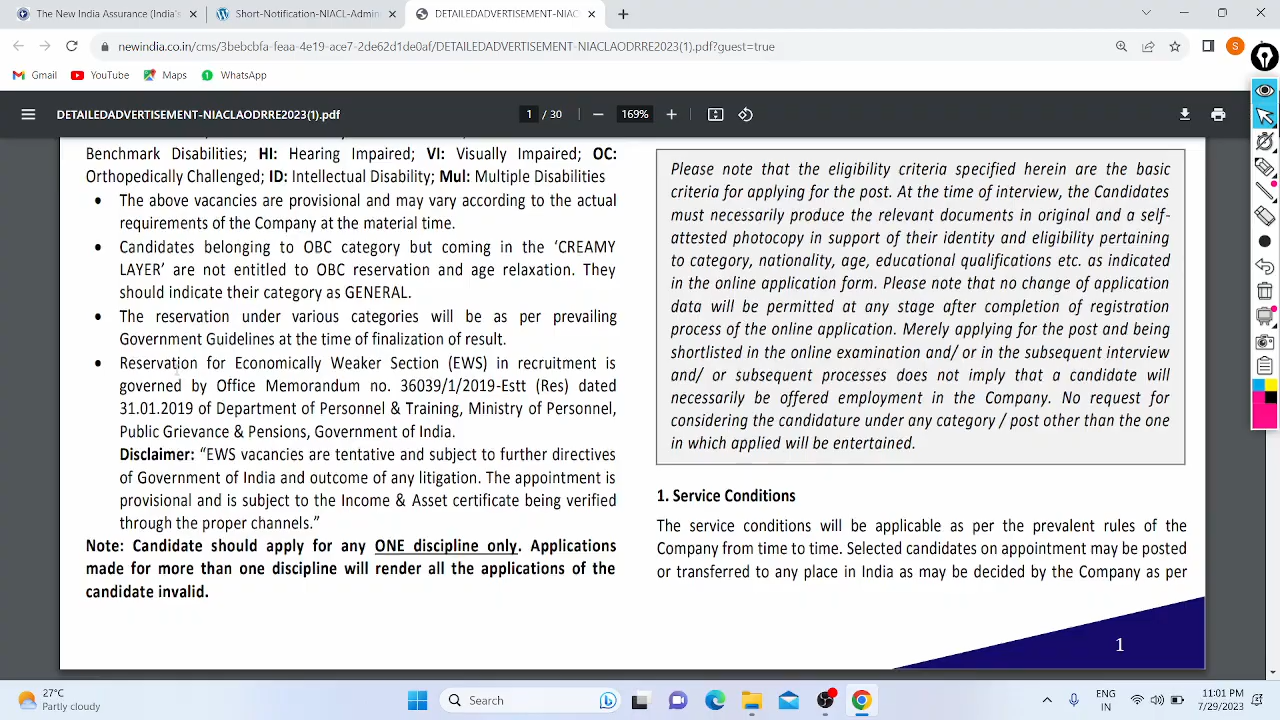 The New India Assurance (India's
Short-Notification-NIACL-Admin
DETAILEDADVERTISEMENT-NIAC
newindia.co.in/cms/3bebcbfa-feaa-4e19-ace7-2de62d1de0af/DETAILEDADVERTISEMENT-NIACLAODRRE2023(1).pdf?guest=true
S
Gmail YouTube Maps WhatsApp
DETAILEDADVERTISEMENT-NIACLAODRRE2023(1).pdf 1 / 30 169%
Benchmark Disabilities; HI: Hearing Impaired; VI: Visually Impaired; OC:
Orthopedically Challenged; ID: Intellectual Disability; Mul: Multiple Disabilities
• The above vacancies are provisional and may vary according to the actual
requirements of the Company at the material time.
• Candidates belonging to OBC category but coming in the ‘CREAMY
LAYER’ are not entitled to OBC reservation and age relaxation. They
should indicate their category as GENERAL.
• The reservation under various categories will be as per prevailing
Government Guidelines at the time of finalization of result.
• Reservation for Economically Weaker Section (EWS) in recruitment is
governed by Office Memorandum no. 36039/1/2019-Estt (Res) dated
31.01.2019 of Department of Personnel & Training, Ministry of Personnel,
Public Grievance & Pensions, Government of India.
Disclaimer: “EWS vacancies are tentative and subject to further directives
of Government of India and outcome of any litigation. The appointment is
provisional and is subject to the Income & Asset certificate being verified
through the proper channels.”
Note: Candidate should apply for any ONE discipline only. Applications
made for more than one discipline will render all the applications of the
candidate invalid.
Please note that the eligibility criteria specified herein are the basic
criteria for applying for the post. At the time of interview, the Candidates
must necessarily produce the relevant documents in original and a self-
attested photocopy in support of their identity and eligibility pertaining
to category, nationality, age, educational qualifications etc. as indicated
in the online application form. Please note that no change of application
data will be permitted at any stage after completion of registration
process of the online application. Merely applying for the post and being
shortlisted in the online examination and/ or in the subsequent interview
and/ or subsequent processes does not imply that a candidate will
necessarily be offered employment in the Company. No request for
considering the candidature under any category / post other than the one
in which applied will be entertained.
1. Service Conditions
The service conditions will be applicable as per the prevalent rules of the
Company from time to time. Selected candidates on appointment may be posted
or transferred to any place in India as may be decided by the Company as per
1
27°C
Partly cloudy
Search
ENG
IN
11:01 PM
7/29/2023